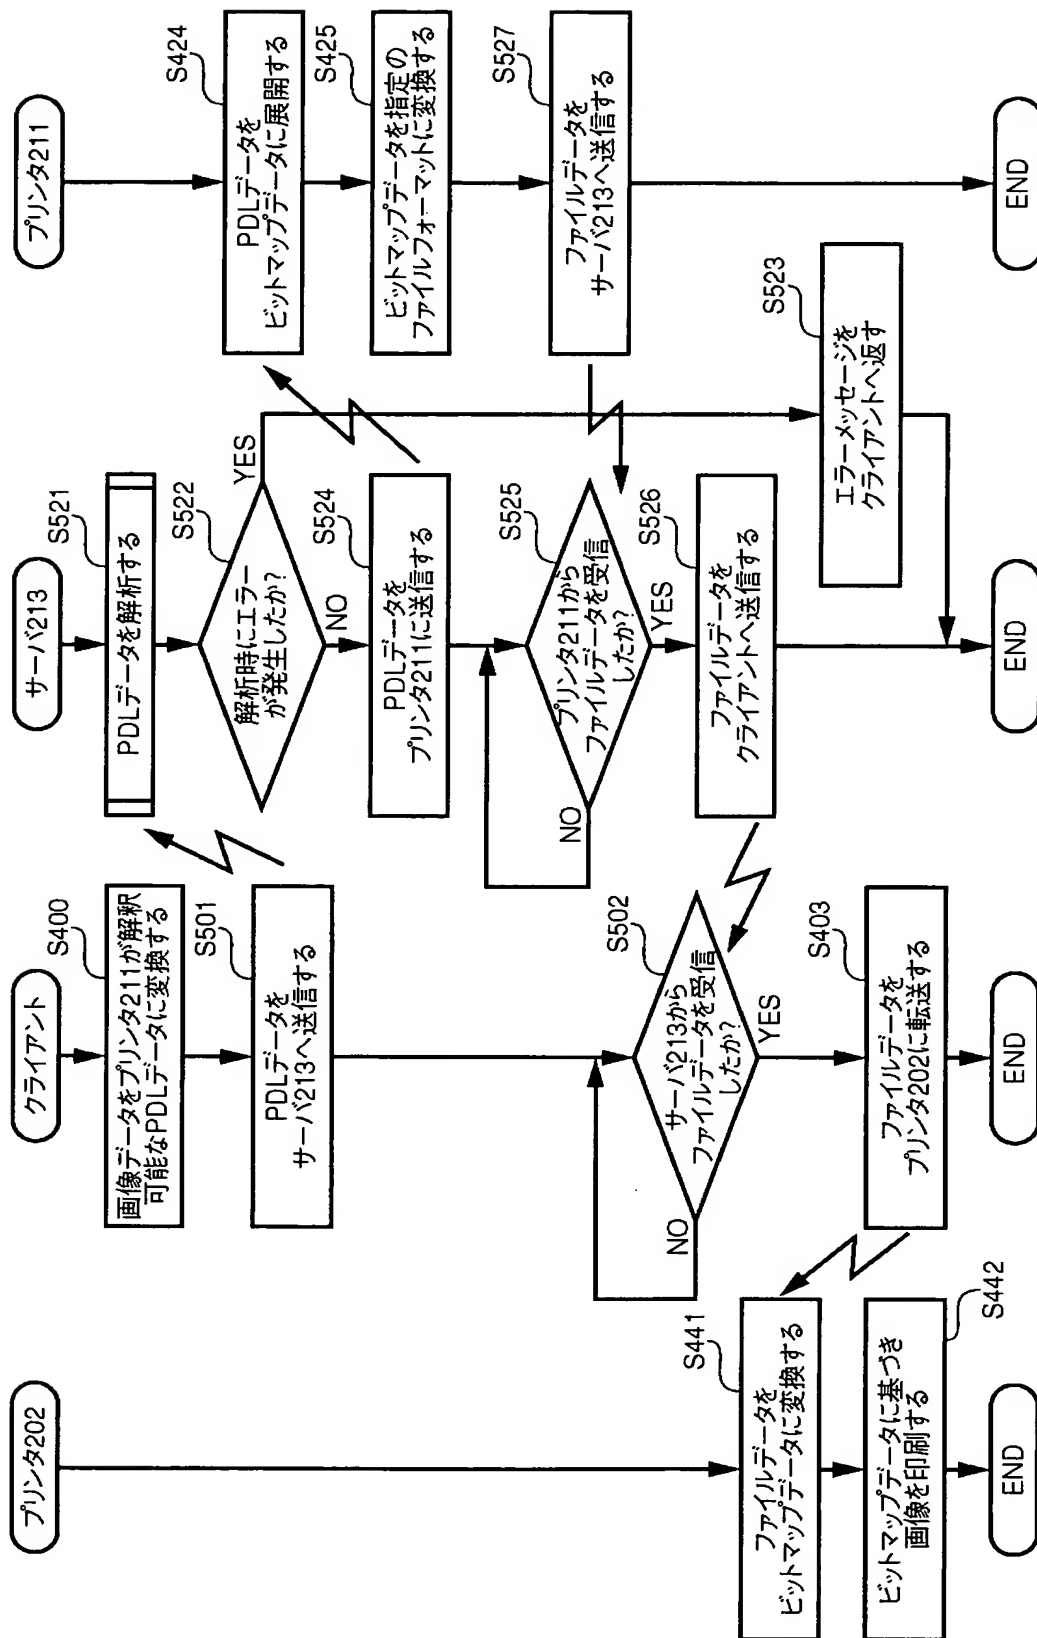 プリンタ202
ファイルデータを
ビットマップデータに変換する
S441
ビットマップデータに基づき
画像を印刷する
S442
END
クライアント
画像データをプリンタ211が解釈
可能なPDLデータに変換する
S400
PDLデータを
サーバ213へ送信する
S501
サーバ213から
ファイルデータを受信
したか?
S502
NO
YES
ファイルデータを
プリンタ202に転送する
S403
END
サーバ213
PDLデータを解析する
S521
解析時にエラー
が発生したか?
S522
YES
NO
PDLデータを
プリンタ211に送信する
S524
プリンタ211から
ファイルデータを受信
したか?
S525
NO
YES
ファイルデータを
クライアントへ送信する
S526
エラーメッセージを
クライアントへ返す
S523
END
プリンタ211
PDLデータを
ビットマップデータに展開する
S424
ビットマップデータを指定の
ファイルフォーマットに変換する
S425
ファイルデータを
サーバ213へ送信する
S527
END